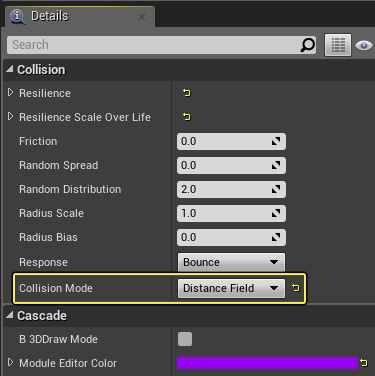 Details
Search
Collision
Resilience
Resilience Scale Over Life
Friction 0.0
Random Spread 0.0
Random Distribution 2.0
Radius Scale 1.0
Radius Bias 0.0
Response Bounce
Collision Mode Distance Field
Cascade
B 3DDraw Mode
Module Editor Color